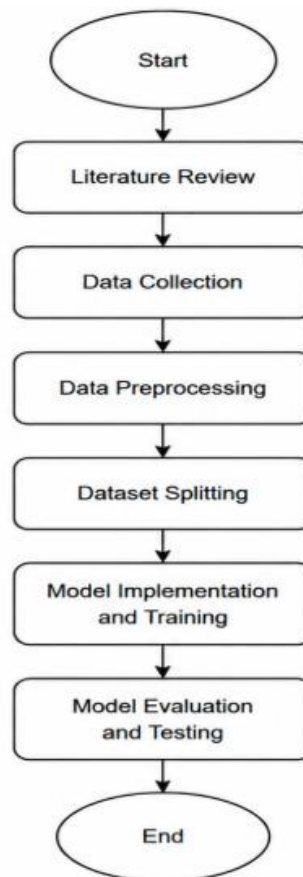 Start
Literature Review
Data Collection
Data Preprocessing
Dataset Splitting
Model Implementation
and Training
Model Evaluation
and Testing
End